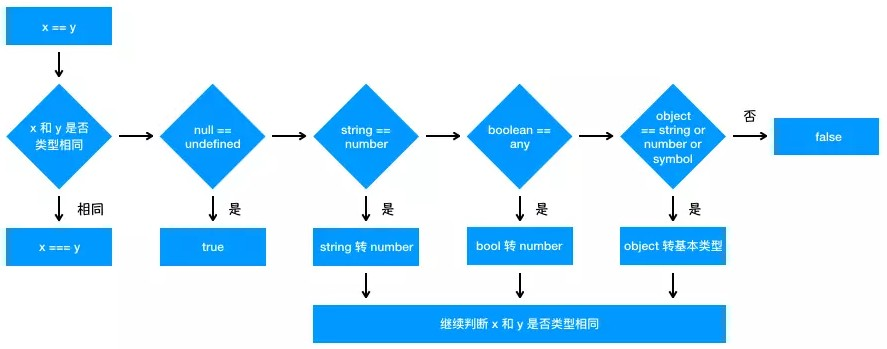 x == y
x 和 y 是否
类型相同
null ==
undefined
string ==
number
boolean ==
any
object
== string or
number or
symbol
否
false
相同
是
是
是
是
x === y
true
string 转 number
bool 转 number
object 转基本类型
继续判断 x 和 y 是否类型相同